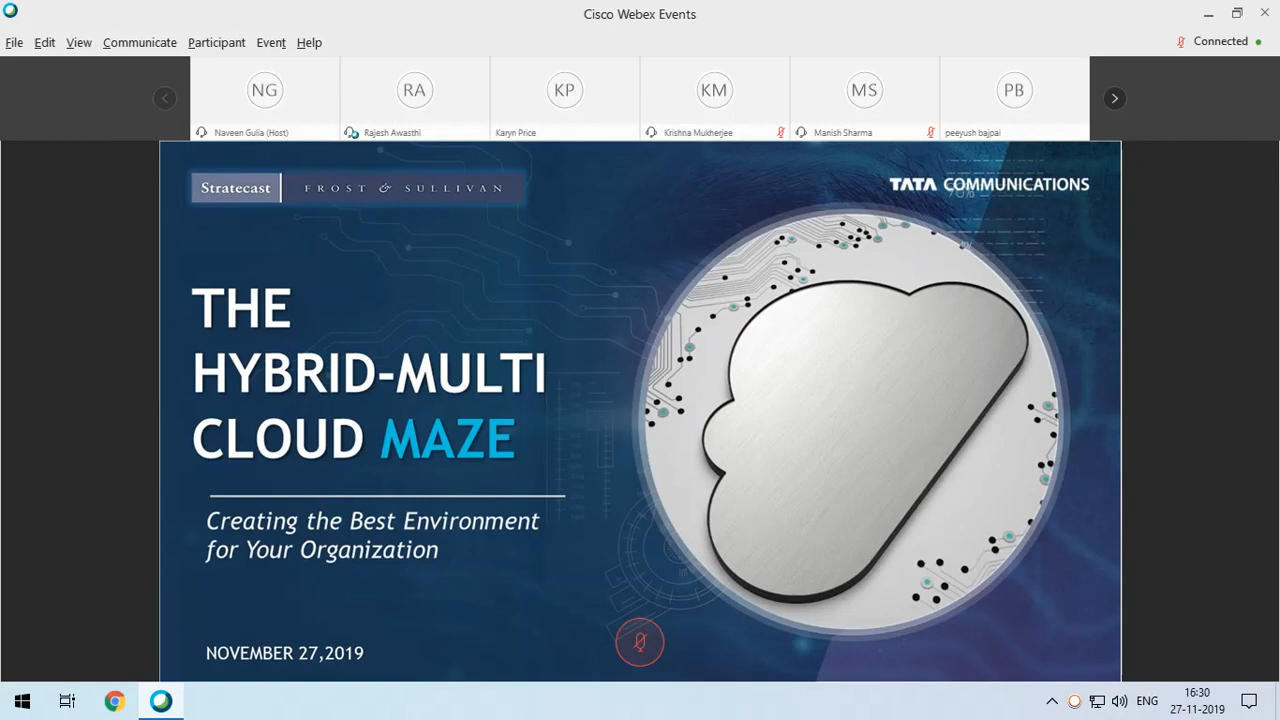 Cisco Webex Events
File Edit View Communicate Participant Event Help
Connected
NG RA KP KM MS PB
Naveen Gulia (Host) Rajesh Awasthi Karyn Price Krishna Mukherjee Manish Sharma peeyush bajpai
Stratecast FROST & SULLIVAN
TATA COMMUNICATIONS
70%
THE
HYBRID-MULTI
CLOUD MAZE
Creating the Best Environment
for Your Organization
NOVEMBER 27,2019
ENG
16:30
27-11-2019